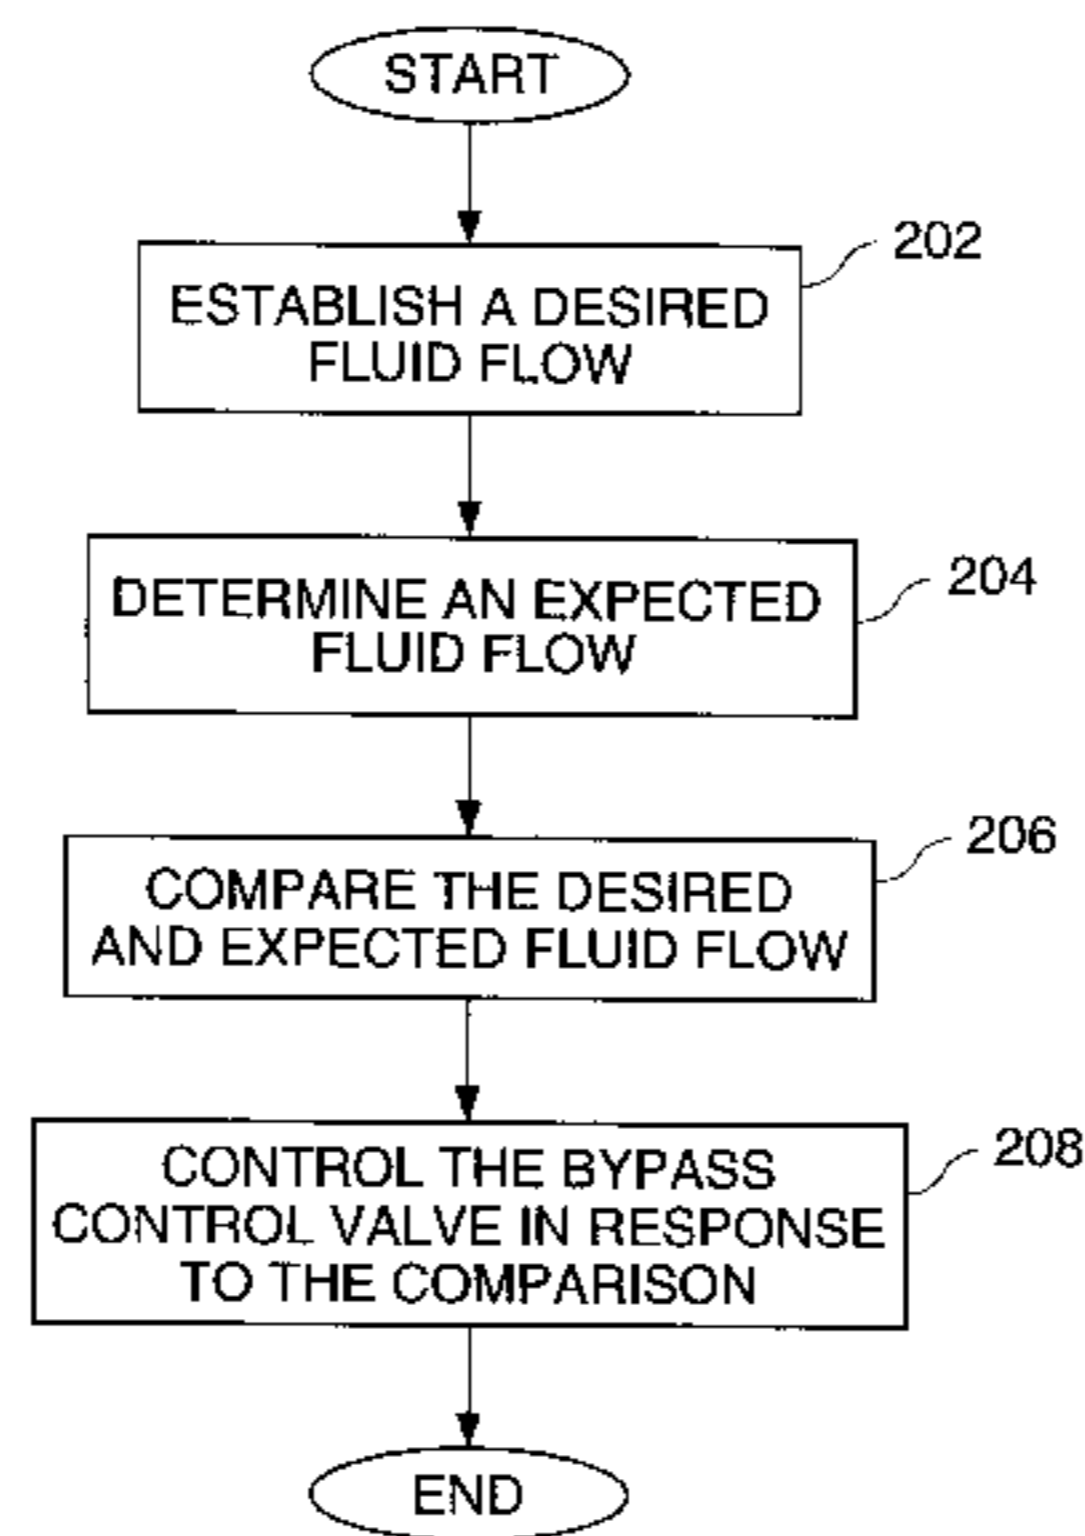 START
202
ESTABLISH A DESIRED
FLUID FLOW
204
DETERMINE AN EXPECTED
FLUID FLOW
206
COMPARE THE DESIRED
AND EXPECTED FLUID FLOW
208
CONTROL THE BYPASS
CONTROL VALVE IN RESPONSE
TO THE COMPARISON
END